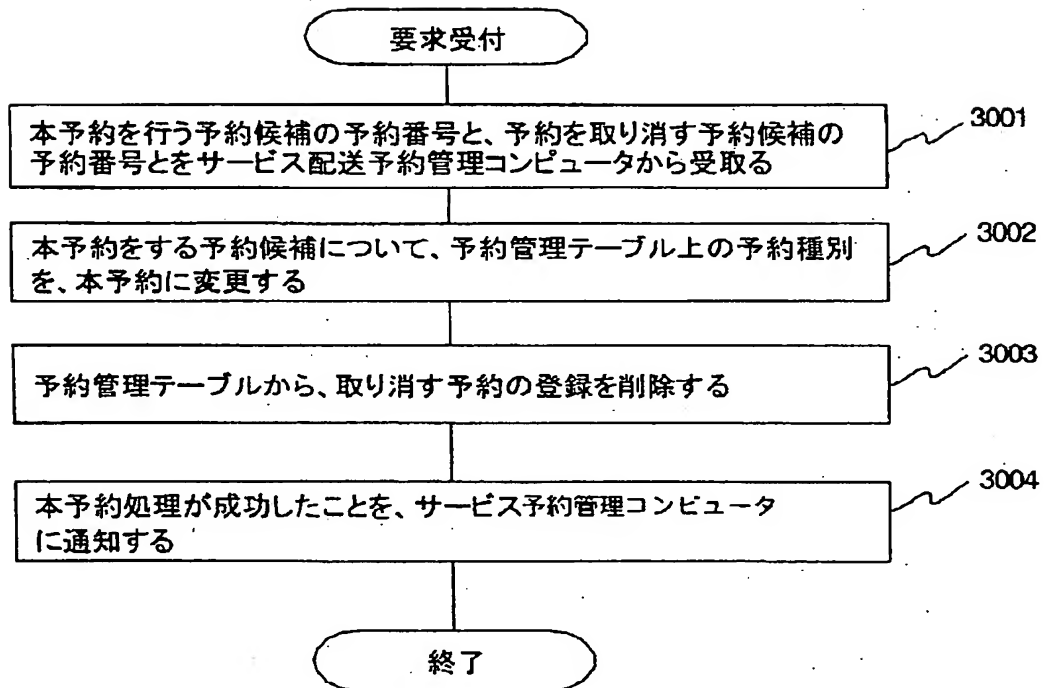 要求受付
本予約を行う予約候補の予約番号と、予約を取り消す予約候補の
予約番号とをサービス配送予約管理コンピュータから受取る
3001
本予約をする予約候補について、予約管理テーブル上の予約種別
を、本予約に変更する
3002
予約管理テーブルから、取り消す予約の登録を削除する
3003
本予約処理が成功したことを、サービス予約管理コンピュータ
に通知する
3004
終了